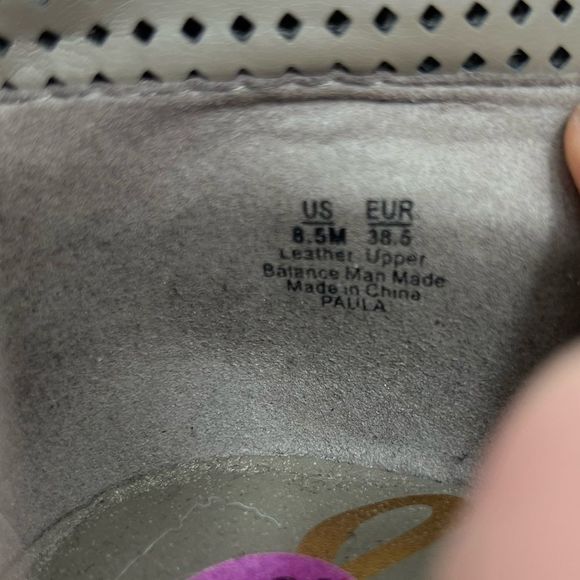 US EUR
8.5M 38.5
Leather Upper
Balance Man Made
Made in China
PAULA